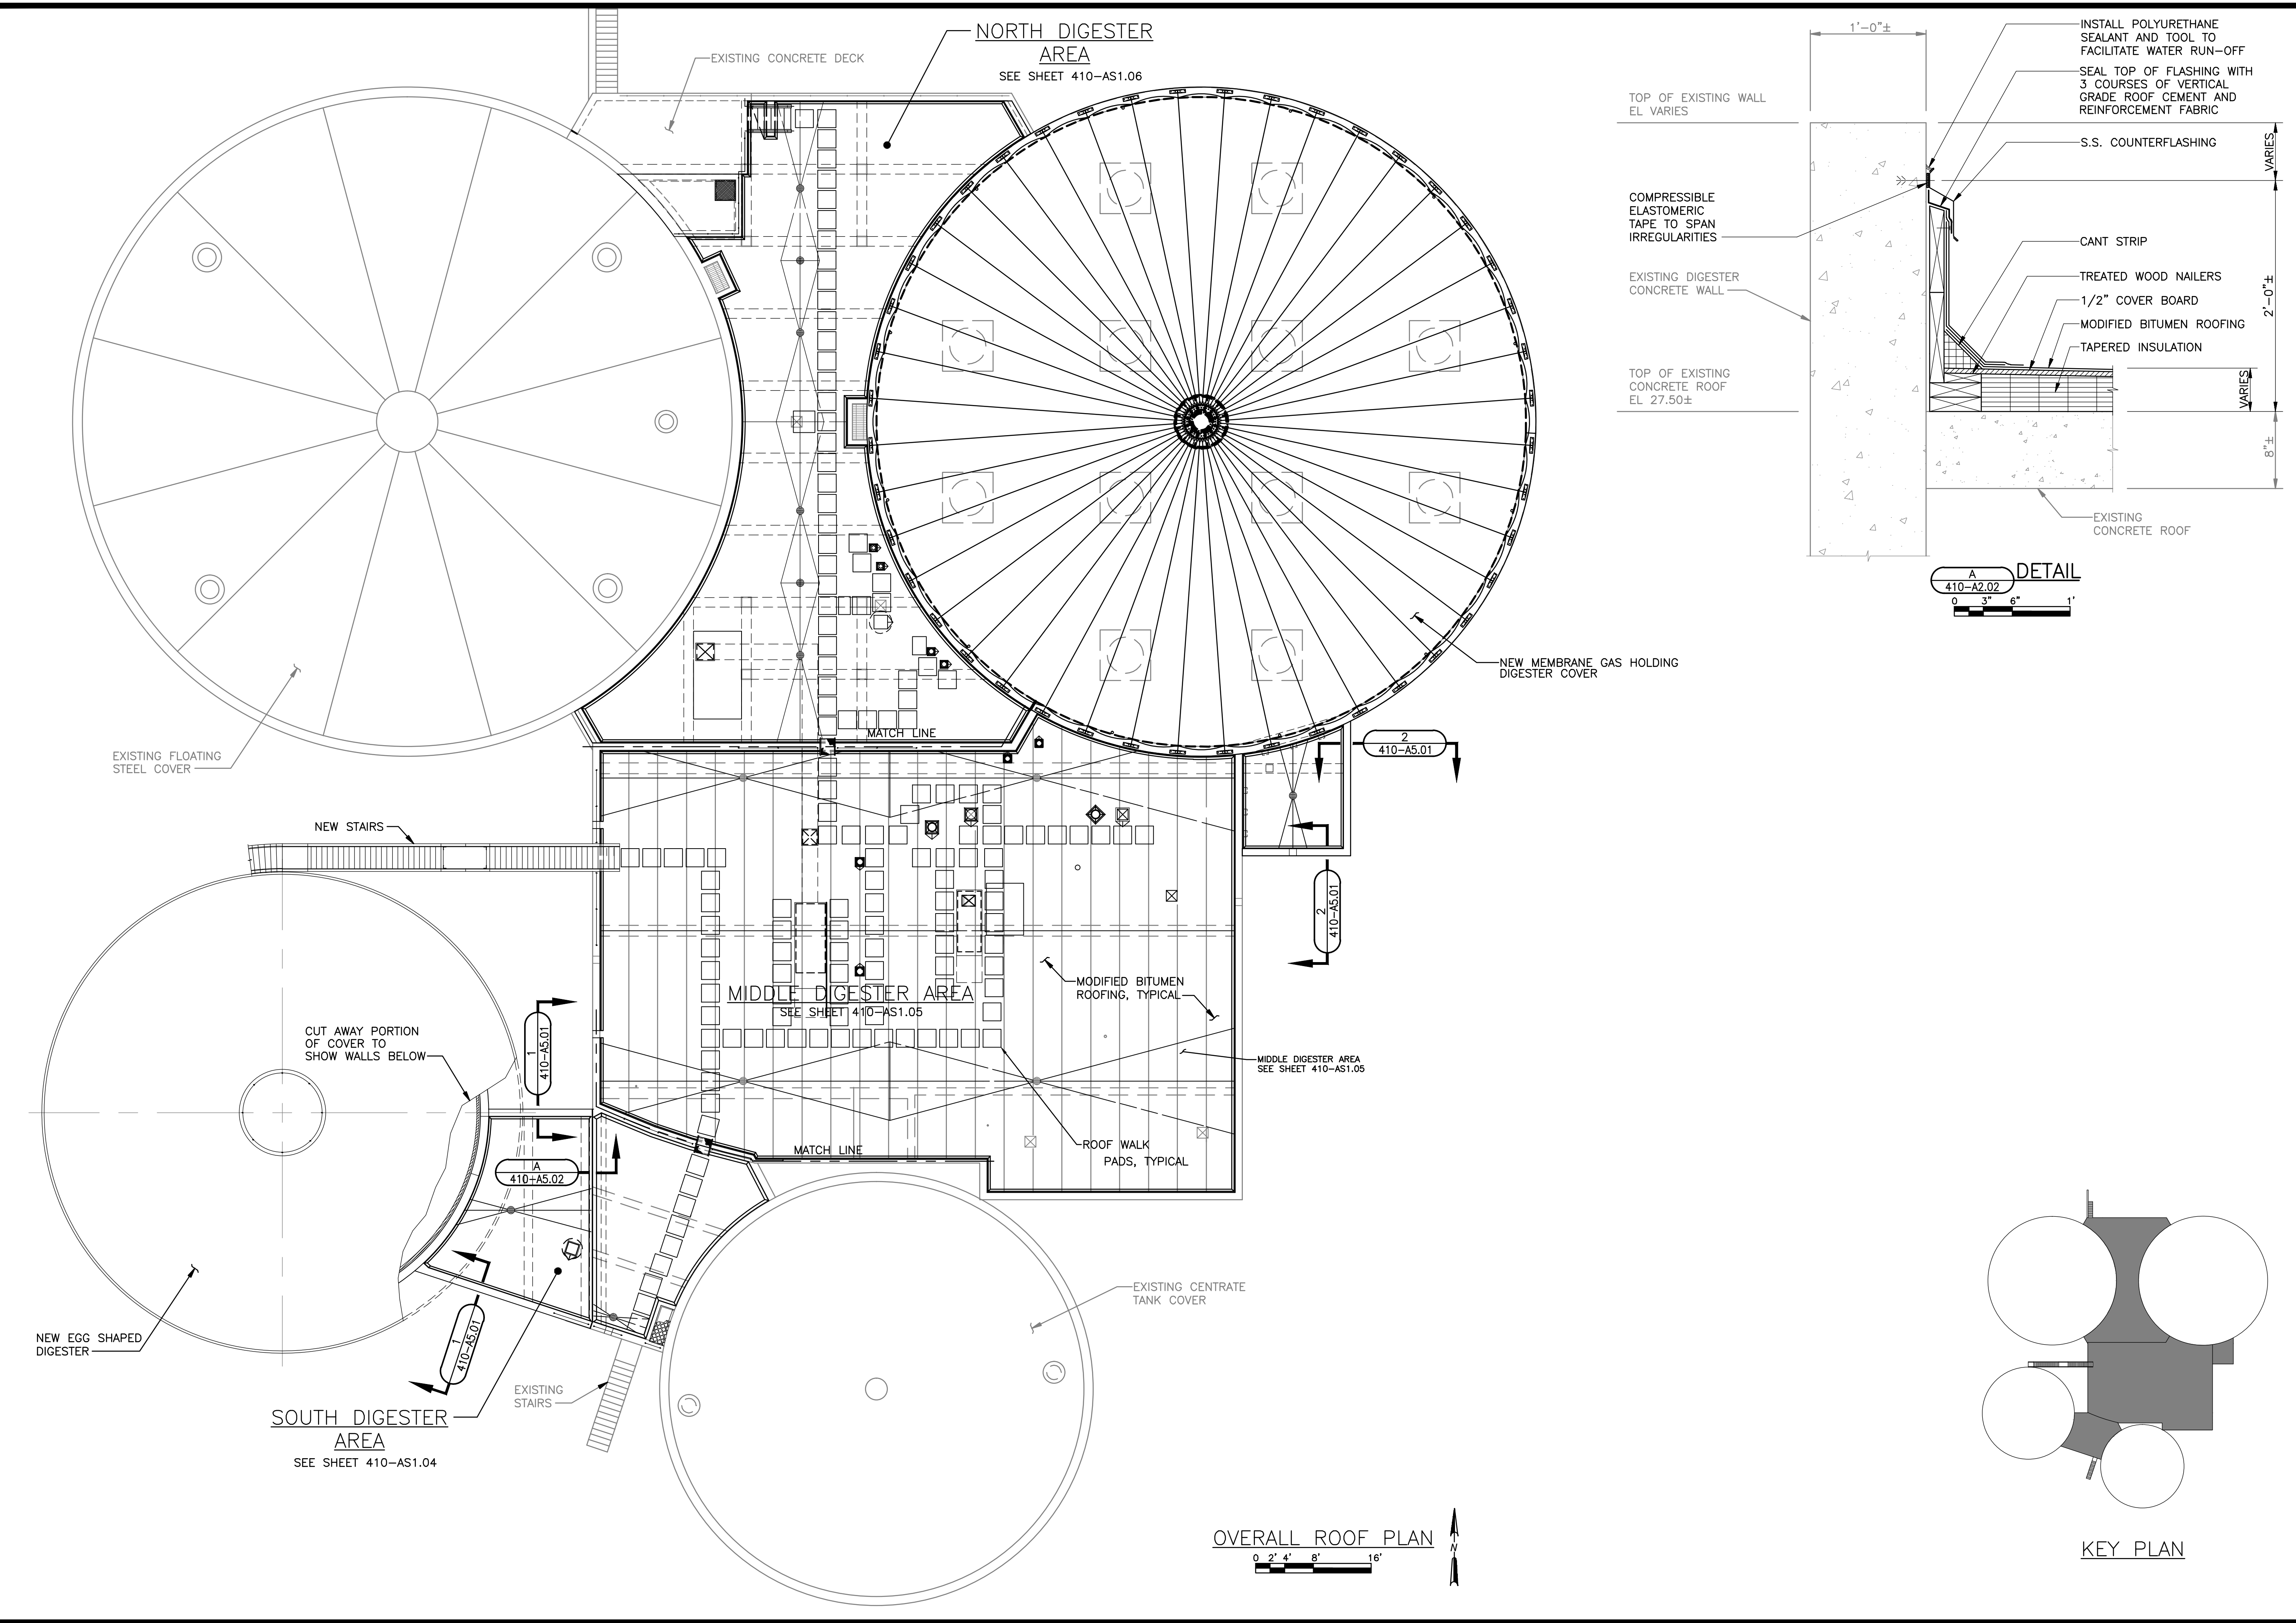 NORTH DIGESTER
AREA
SEE SHEET 410-AS1.06
EXISTING CONCRETE DECK
1'-0"±
INSTALL POLYURETHANE
SEALANT AND TOOL TO
FACILITATE WATER RUN-OFF
SEAL TOP OF FLASHING WITH
3 COURSES OF VERTICAL
GRADE ROOF CEMENT AND
REINFORCEMENT FABRIC
S.S. COUNTERFLASHING
TOP OF EXISTING WALL
EL VARIES
VARIES
COMPRESSIBLE
ELASTOMERIC
TAPE TO SPAN
IRREGULARITIES
CANT STRIP
TREATED WOOD NAILERS
1/2" COVER BOARD
MODIFIED BITUMEN ROOFING
TAPERED INSULATION
2'-0"±
EXISTING DIGESTER
CONCRETE WALL
TOP OF EXISTING
CONCRETE ROOF
EL 27.50±
VARIES
8"±
EXISTING
CONCRETE ROOF
A
410-A2.02
DETAIL
0 3" 6" 1'
NEW MEMBRANE GAS HOLDING
DIGESTER COVER
MATCH LINE
EXISTING FLOATING
STEEL COVER
2
410-A5.01
NEW STAIRS
2
410-A5.01
MODIFIED BITUMEN
ROOFING, TYPICAL
MIDDLE DIGESTER AREA
SEE SHEET 410-AS1.05
CUT AWAY PORTION
OF COVER TO
SHOW WALLS BELOW
1
410-A5.01
MIDDLE DIGESTER AREA
SEE SHEET 410-AS1.05
ROOF WALK
PADS, TYPICAL
MATCH LINE
A
410-A5.02
EXISTING CENTRATE
TANK COVER
NEW EGG SHAPED
DIGESTER
1
410-A5.01
EXISTING
STAIRS
SOUTH DIGESTER
AREA
SEE SHEET 410-AS1.04
OVERALL ROOF PLAN
0 2' 4' 8' 16'
N
KEY PLAN